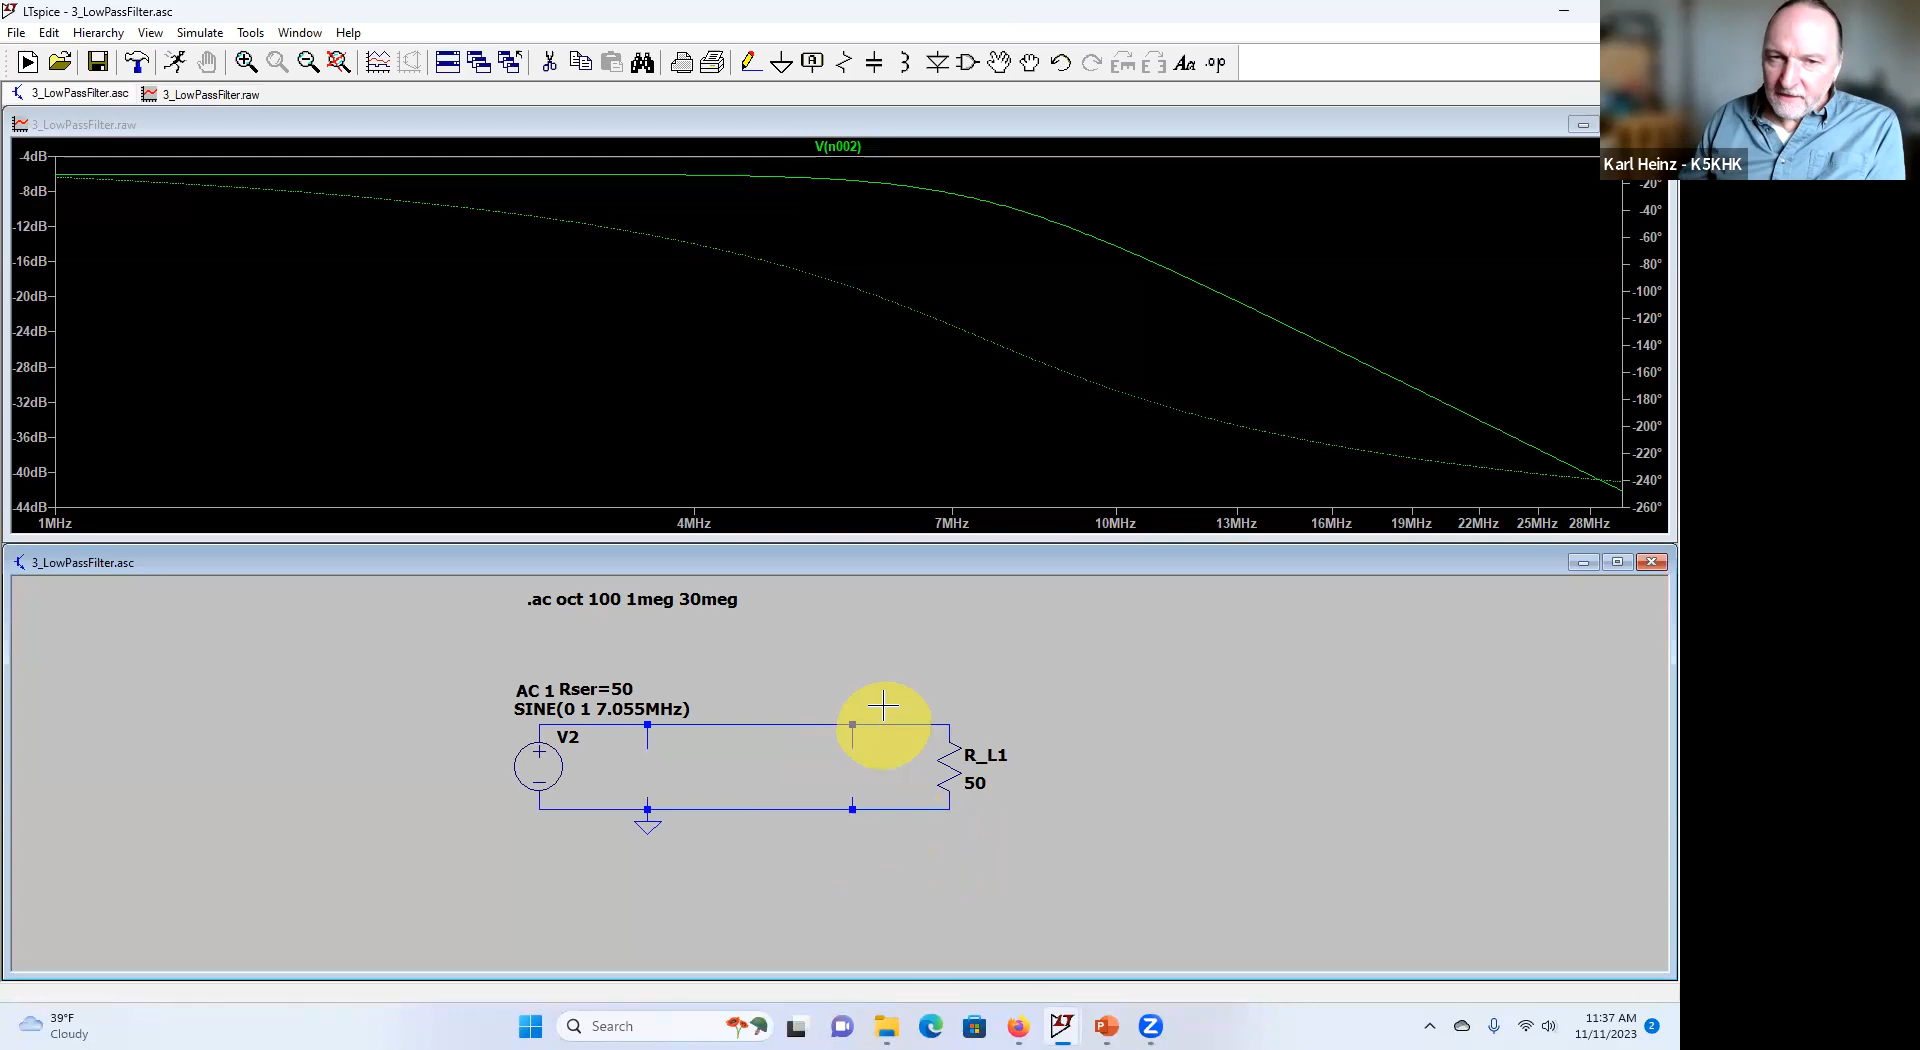 LTspice - 3_LowPassFilter.asc
File Edit Hierarchy View Simulate Tools Window Help
A Aa .op
3_LowPassFilter.asc 3_LowPassFilter.raw
3_LowPassFilter.raw
V(n002)
Karl Heinz - K5KHK
-4dB
-8dB
-12dB
-16dB
-20dB
-24dB
-28dB
-32dB
-36dB
-40dB
-44dB
-20°
-40°
-60°
-80°
-100°
-120°
-140°
-160°
-180°
-200°
-220°
-240°
-260°
1MHz 4MHz 7MHz 10MHz 13MHz 16MHz 19MHz 22MHz 25MHz 28MHz
3_LowPassFilter.asc
.ac oct 100 1meg 30meg
AC 1 Rser=50
SINE(0 1 7.055MHz)
V2
R_L1
50
39°F
Cloudy
Search
11:37 AM
11/11/2023
2